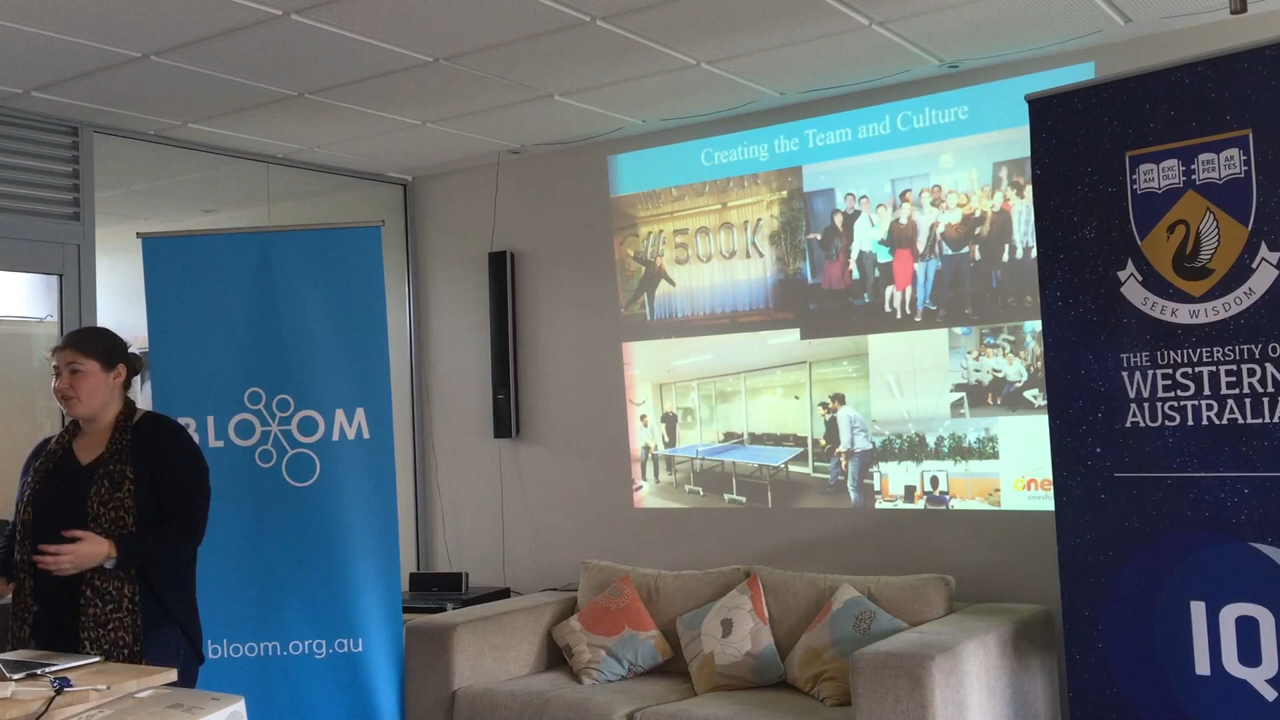 Creating the Team and Culture
#500K
BLOOM
bloom.org.au
VIT EXC
AM OLU
ERE AR
PER TES
SEEK WISDOM
THE UNIVERSITY O
WESTERN
AUSTRALIA
IQ
one